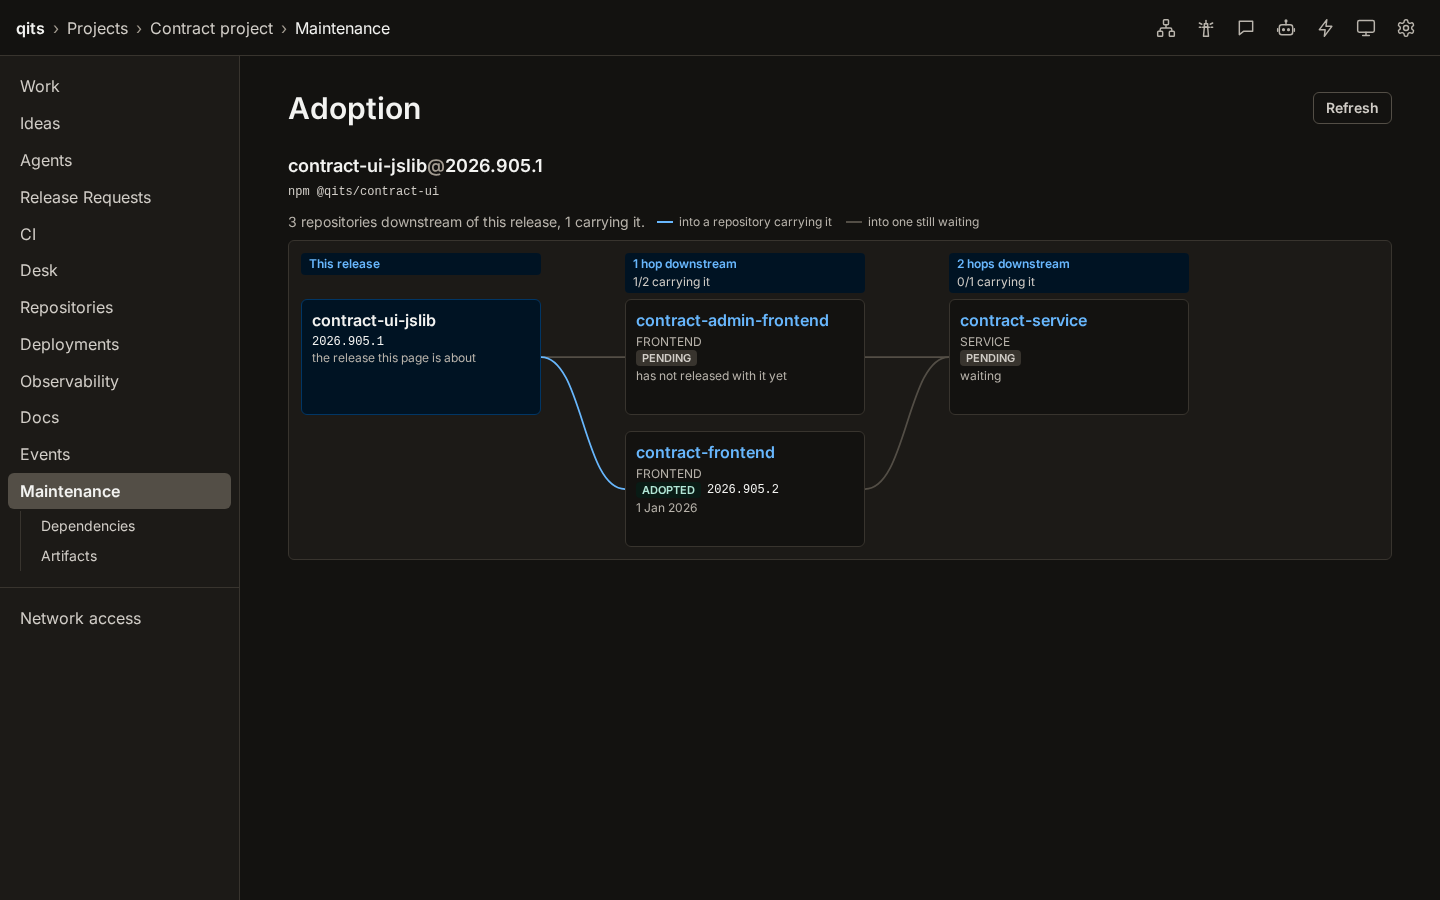 qits › Projects › Contract project › Maintenance
Work
Ideas
Agents
Release Requests
CI
Desk
Repositories
Deployments
Observability
Docs
Events
Maintenance
Dependencies
Artifacts
Network access
Adoption
Refresh
contract-ui-jslib@2026.905.1
npm @qits/contract-ui
3 repositories downstream of this release, 1 carrying it. into a repository carrying it into one still waiting
This release
contract-ui-jslib
2026.905.1
the release this page is about
1 hop downstream
1/2 carrying it
contract-admin-frontend
FRONTEND
PENDING
has not released with it yet
contract-frontend
FRONTEND
ADOPTED 2026.905.2
1 Jan 2026
2 hops downstream
0/1 carrying it
contract-service
SERVICE
PENDING
waiting